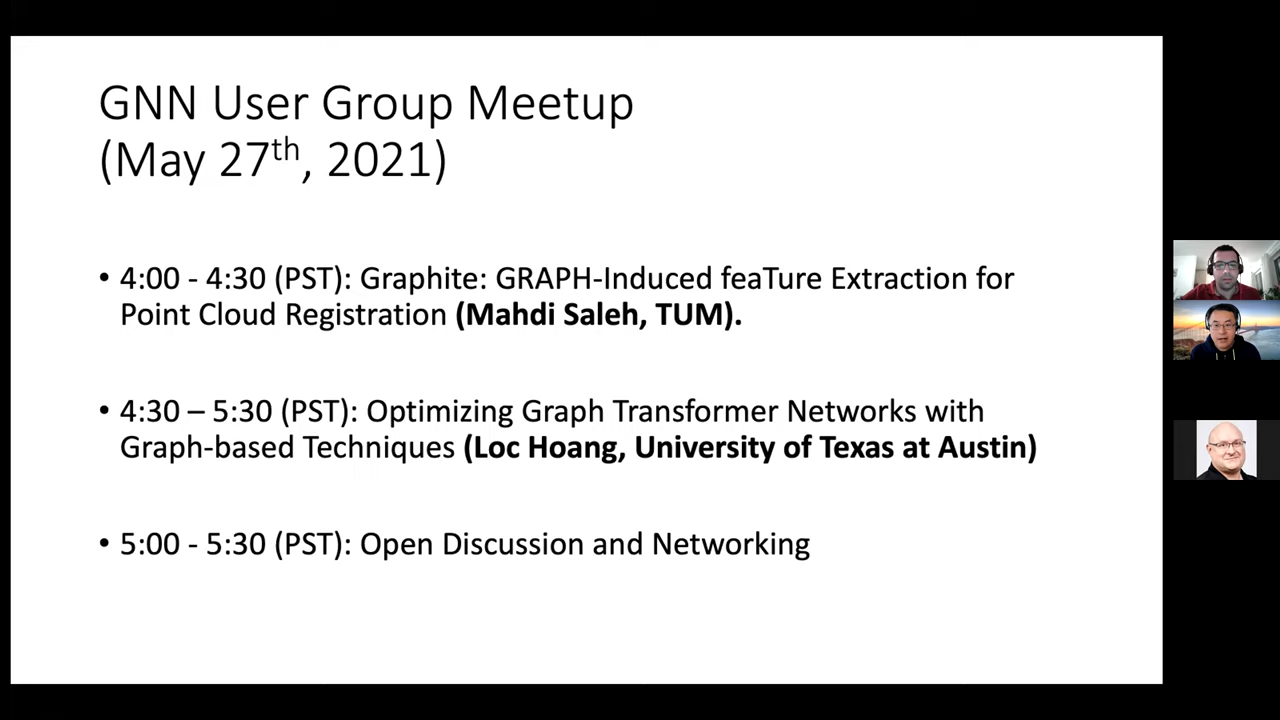 GNN User Group Meetup
(May 27th, 2021)
• 4:00 - 4:30 (PST): Graphite: GRAPH-Induced feaTure Extraction for
Point Cloud Registration (Mahdi Saleh, TUM).
• 4:30 – 5:30 (PST): Optimizing Graph Transformer Networks with
Graph-based Techniques (Loc Hoang, University of Texas at Austin)
• 5:00 - 5:30 (PST): Open Discussion and Networking